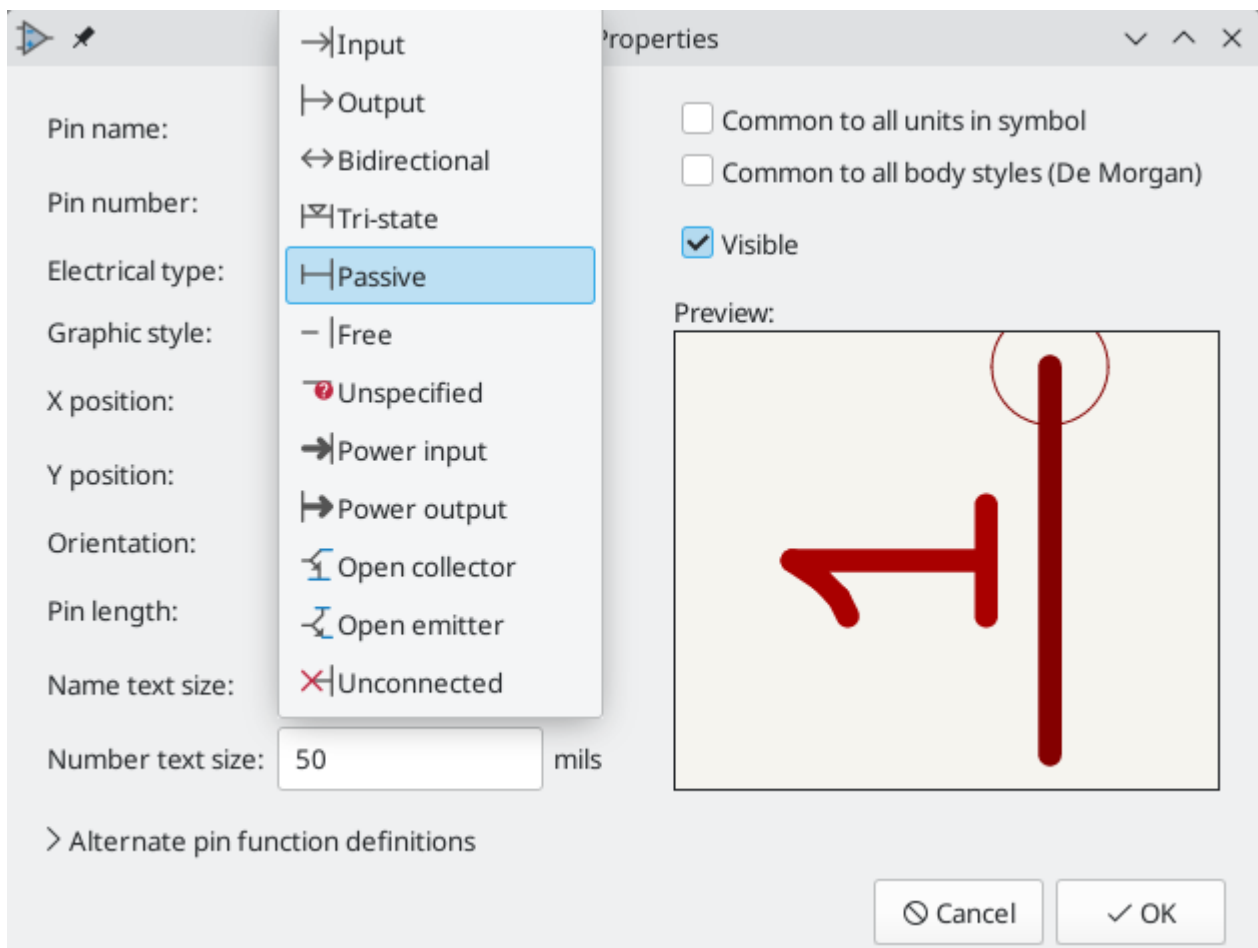 Properties
Pin name:
Pin number:
Electrical type:
Graphic style:
X position:
Y position:
Orientation:
Pin length:
Name text size:
Number text size: 50 mils
Input
Output
Bidirectional
Tri-state
Passive
Free
Unspecified
Power input
Power output
Open collector
Open emitter
Unconnected
Common to all units in symbol
Common to all body styles (De Morgan)
Visible
Preview:
1
Alternate pin function definitions
Cancel
OK